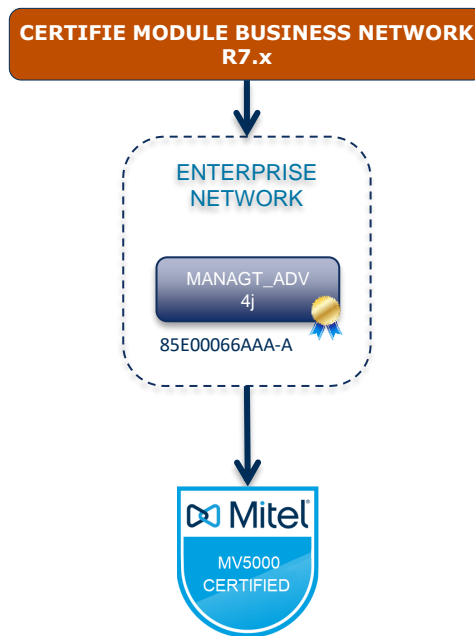 CERTIFIE MODULE BUSINESS NETWORK
R7.x
ENTERPRISE
NETWORK
MANAGT_ADV
4j
85E00066AAA-A
Mitel
MV5000
CERTIFIED